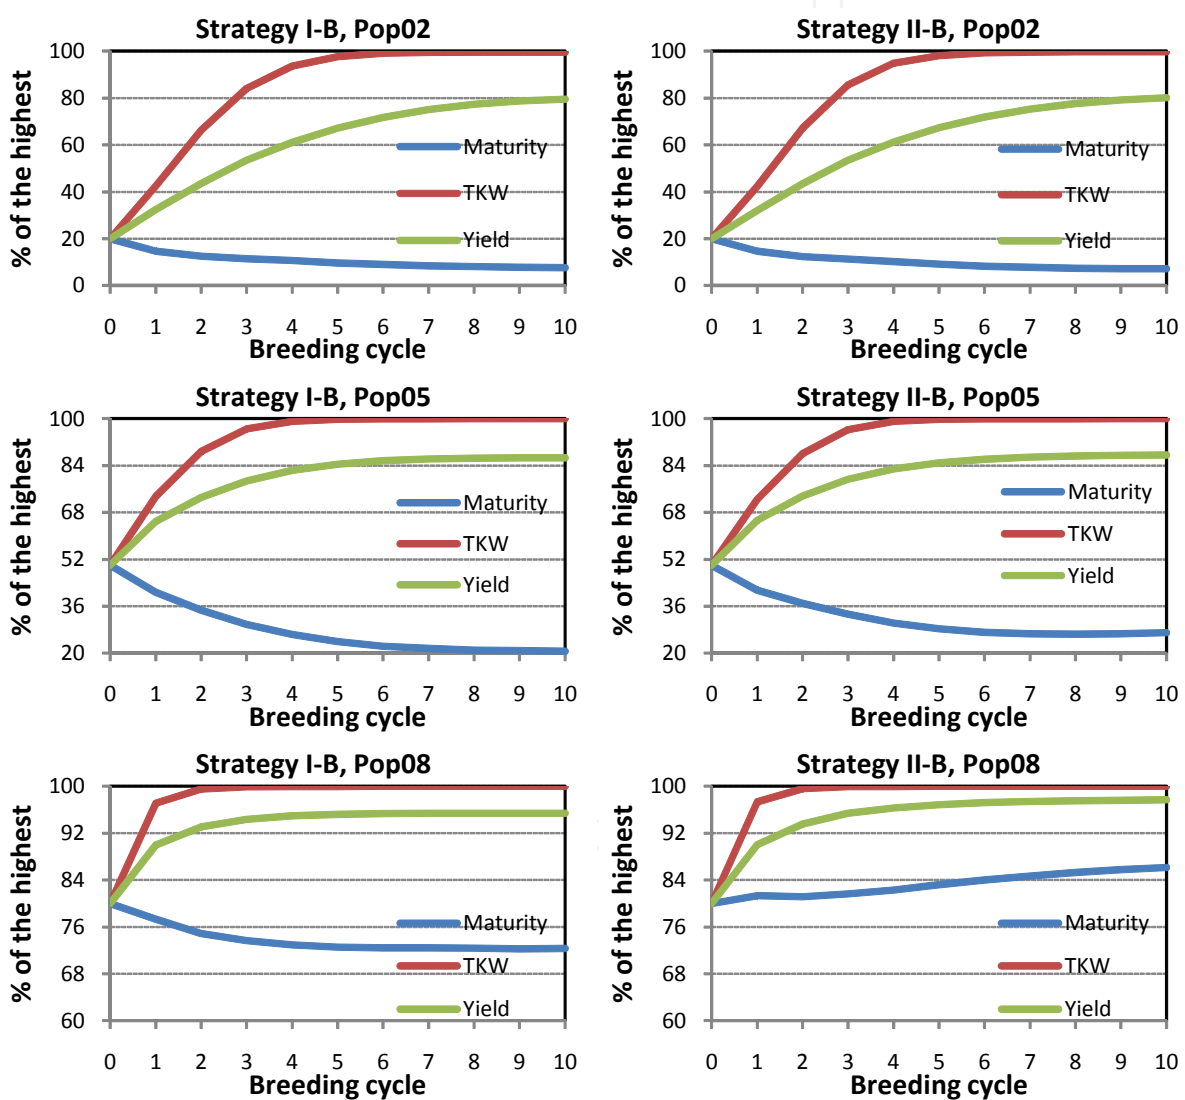 Strategy I-B, Pop02
% of the highest
100
80
60
40
20
0
Maturity
TKW
Yield
0 1 2 3 4 5 6 7 8 9 10
Breeding cycle
Strategy II-B, Pop02
% of the highest
100
80
60
40
20
0
Maturity
TKW
Yield
0 1 2 3 4 5 6 7 8 9 10
Breeding cycle
Strategy I-B, Pop05
% of the highest
100
84
68
52
36
20
Maturity
TKW
Yield
0 1 2 3 4 5 6 7 8 9 10
Breeding cycle
Strategy II-B, Pop05
% of the highest
100
84
68
52
36
20
Maturity
TKW
Yield
0 1 2 3 4 5 6 7 8 9 10
Breeding cycle
Strategy I-B, Pop08
% of the highest
100
92
84
76
68
60
Maturity
TKW
Yield
0 1 2 3 4 5 6 7 8 9 10
Breeding cycle
Strategy II-B, Pop08
% of the highest
100
92
84
76
68
60
Maturity
TKW
Yield
0 1 2 3 4 5 6 7 8 9 10
Breeding cycle